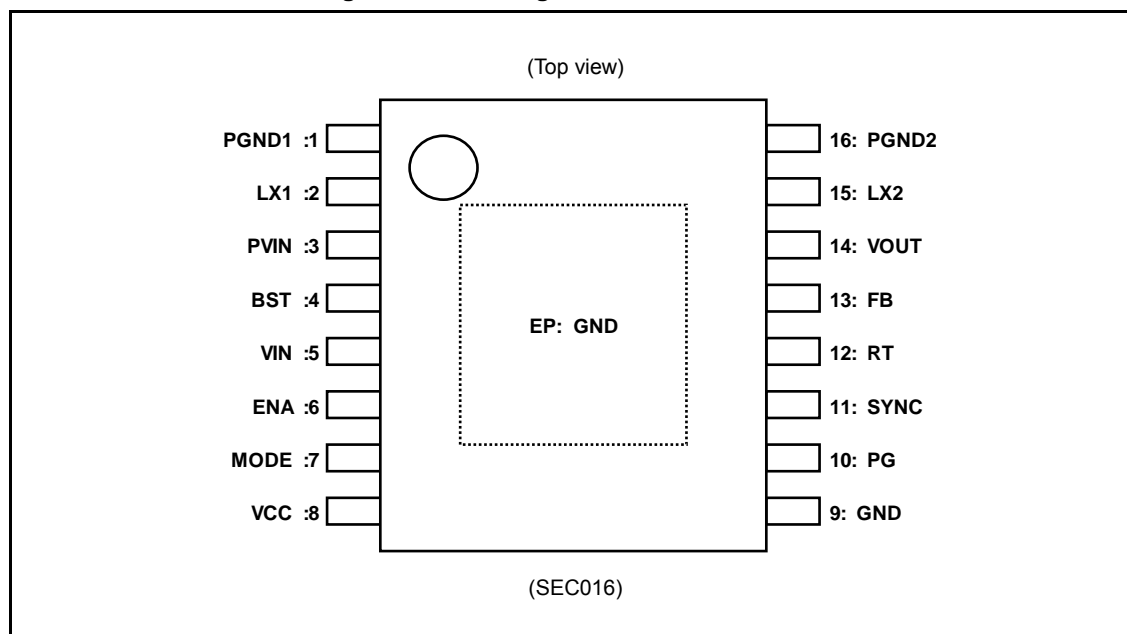 (Top view)
PGND1 :1
LX1 :2
PVIN :3
BST :4
VIN :5
ENA :6
MODE :7
VCC :8
EP: GND
16: PGND2
15: LX2
14: VOUT
13: FB
12: RT
11: SYNC
10: PG
9: GND
(SEC016)